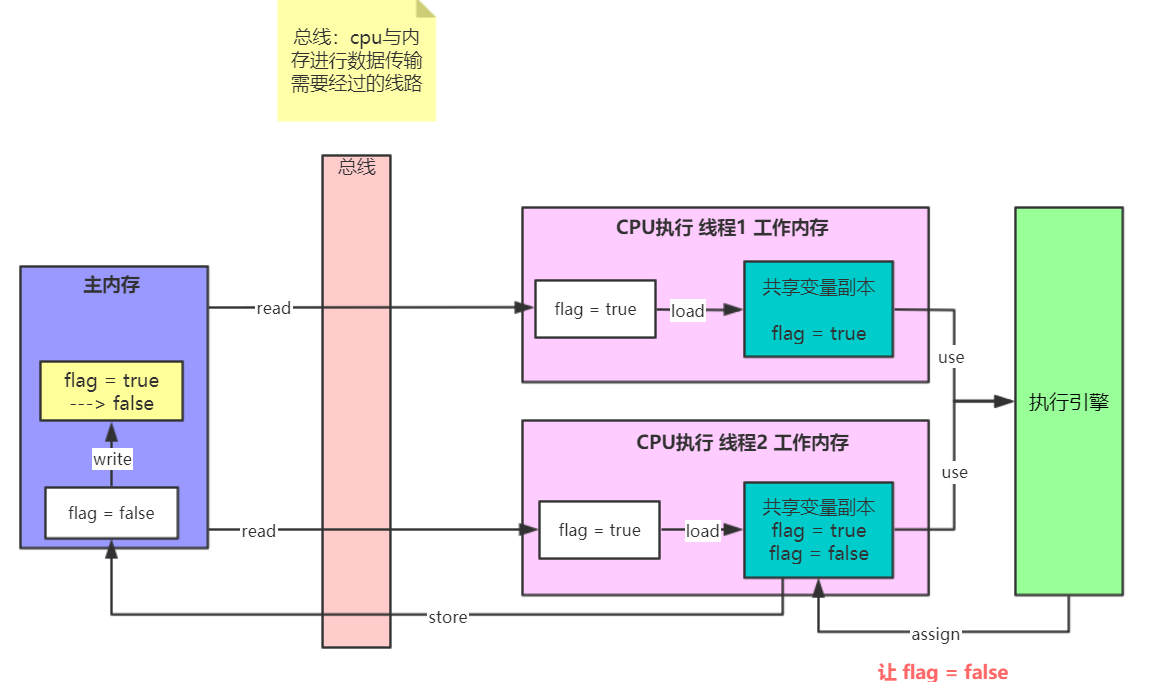 总线：cpu与内
存进行数据传输
需要经过的线路
总线
主内存
flag = true
---> false
write
flag = false
read
read
CPU执行 线程1 工作内存
flag = true
load
共享变量副本
flag = true
use
CPU执行 线程2 工作内存
flag = true
load
共享变量副本
flag = true
flag = false
use
执行引擎
store
assign
让 flag = false